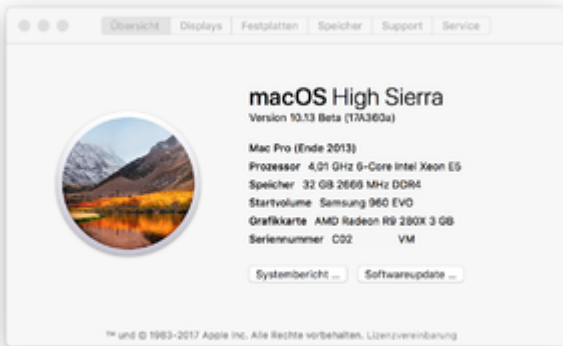 Übersicht Displays Festplatten Speicher Support Service
macOS High Sierra
Version 10.13 Beta (17A360a)
Mac Pro (Ende 2013)
Prozessor 4,01 GHz 6-Core Intel Xeon E5
Speicher 32 GB 2666 MHz DDR4
Startvolume Samsung 960 EVO
Grafikkarte AMD Radeon R9 280X 3 GB
Seriennummer C02 VM
Systembericht ... Softwareupdate ...
™ und © 1983-2017 Apple Inc. Alle Rechte vorbehalten. Lizenzvereinbarung